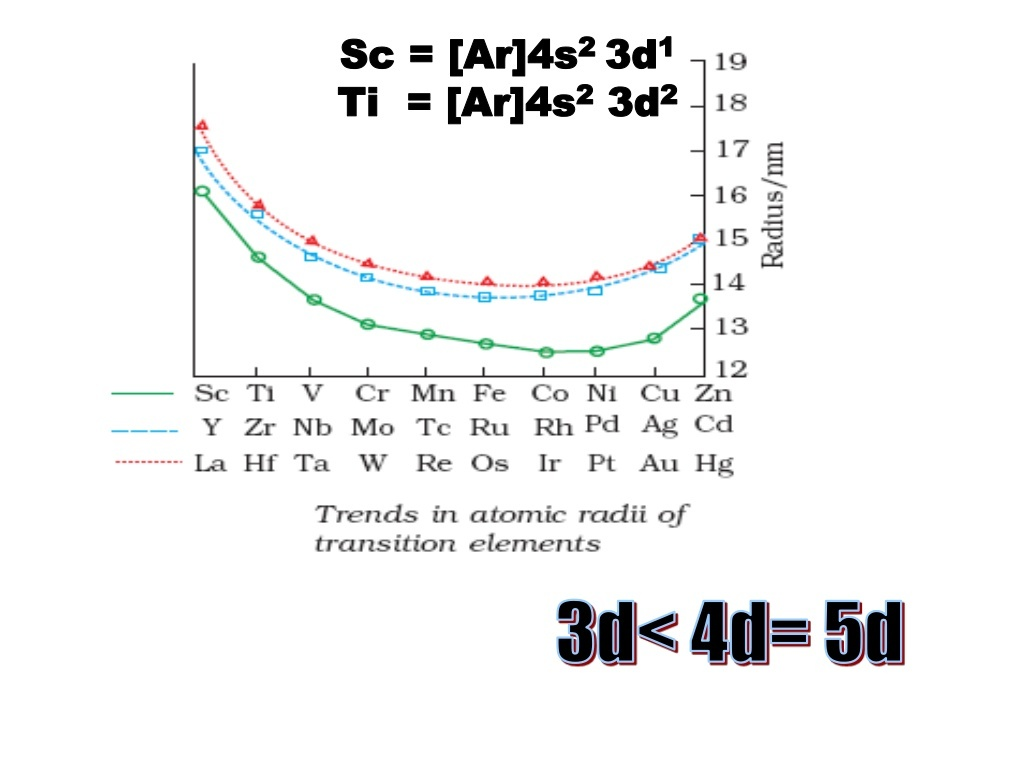 Sc = [Ar]4s² 3d¹
Ti = [Ar]4s² 3d²
19
18
17
16
15
14
13
12
Radius/nm
Sc Ti V Cr Mn Fe Co Ni Cu Zn
Y Zr Nb Mo Tc Ru Rh Pd Ag Cd
La Hf Ta W Re Os Ir Pt Au Hg
Trends in atomic radii of
transition elements
3d< 4d= 5d